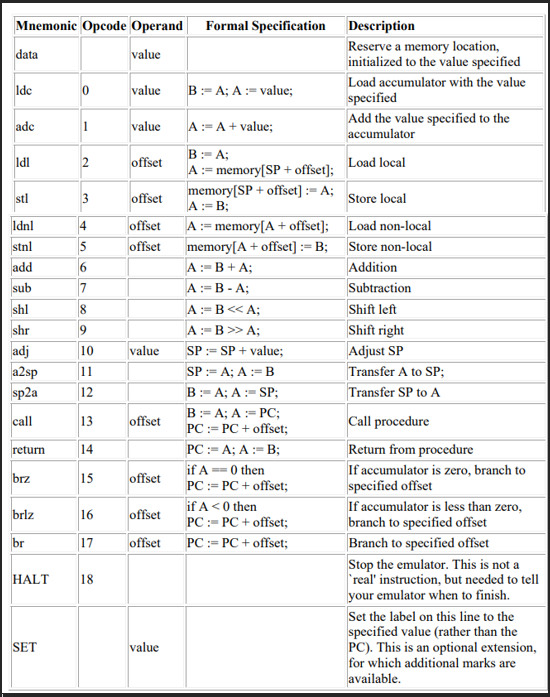 Mnemonic Opcode Operand Formal Specification Description
data value Reserve a memory location,
initialized to the value specified
ldc 0 value B := A; A := value; Load accumulator with the value
specified
adc 1 value A := A + value; Add the value specified to the
accumulator
ldl 2 offset B := A;
A := memory[SP + offset]; Load local
stl 3 offset memory[SP + offset] := A;
A := B; Store local
ldnl 4 offset A := memory[A + offset]; Load non-local
stnl 5 offset memory[A + offset] := B; Store non-local
add 6 A := B + A; Addition
sub 7 A := B - A; Subtraction
shl 8 A := B << A; Shift left
shr 9 A := B >> A; Shift right
adj 10 value SP := SP + value; Adjust SP
a2sp 11 SP := A; A := B Transfer A to SP;
sp2a 12 B := A; A := SP; Transfer SP to A
call 13 offset B := A; A := PC;
PC := PC + offset; Call procedure
return 14 PC := A; A := B; Return from procedure
brz 15 offset if A == 0 then
PC := PC + offset; If accumulator is zero, branch to
specified offset
brlz 16 offset if A < 0 then
PC := PC + offset; If accumulator is less than zero,
branch to specified offset
br 17 offset PC := PC + offset; Branch to specified offset
HALT 18 Stop the emulator. This is not a
`real' instruction, but needed to tell
your emulator when to finish.
SET value Set the label on this line to the
specified value (rather than the
PC). This is an optional extension,
for which additional marks are
available.